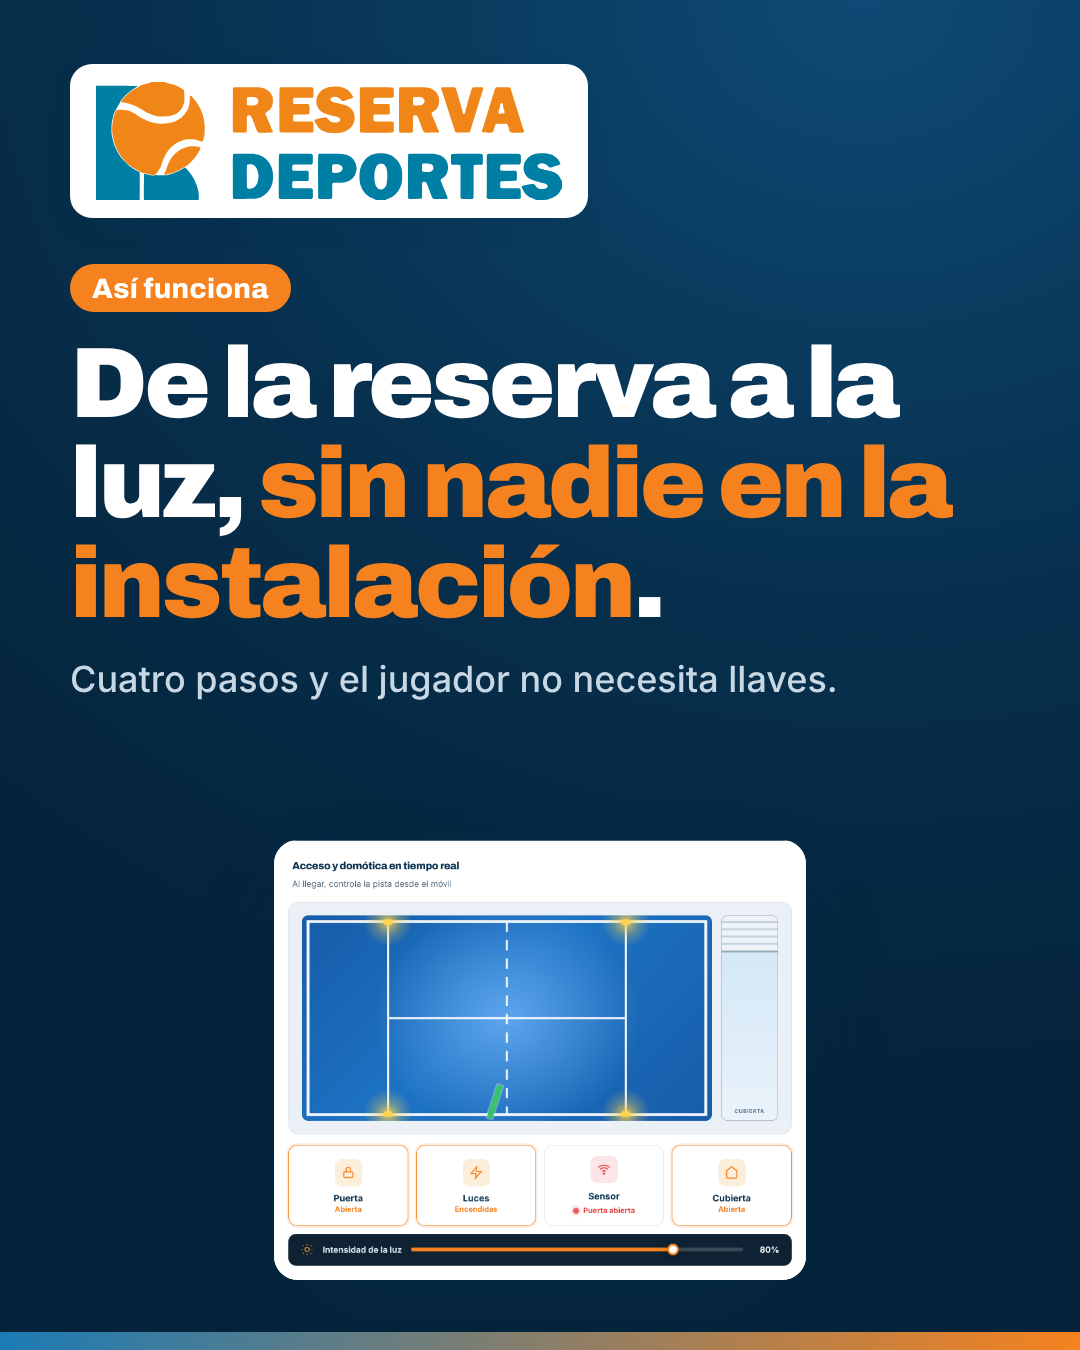 RESERVA
DEPORTES
Así funciona
De la reserva a la
luz, sin nadie en la
instalación.
Cuatro pasos y el jugador no necesita llaves.
Acceso y domótica en tiempo real
Al llegar, controla la pista desde el móvil
CUBIERTA
Puerta
Abierta
Luces
Encendidas
Sensor
Puerta abierta
Cubierta
Abierta
Intensidad de la luz 80%